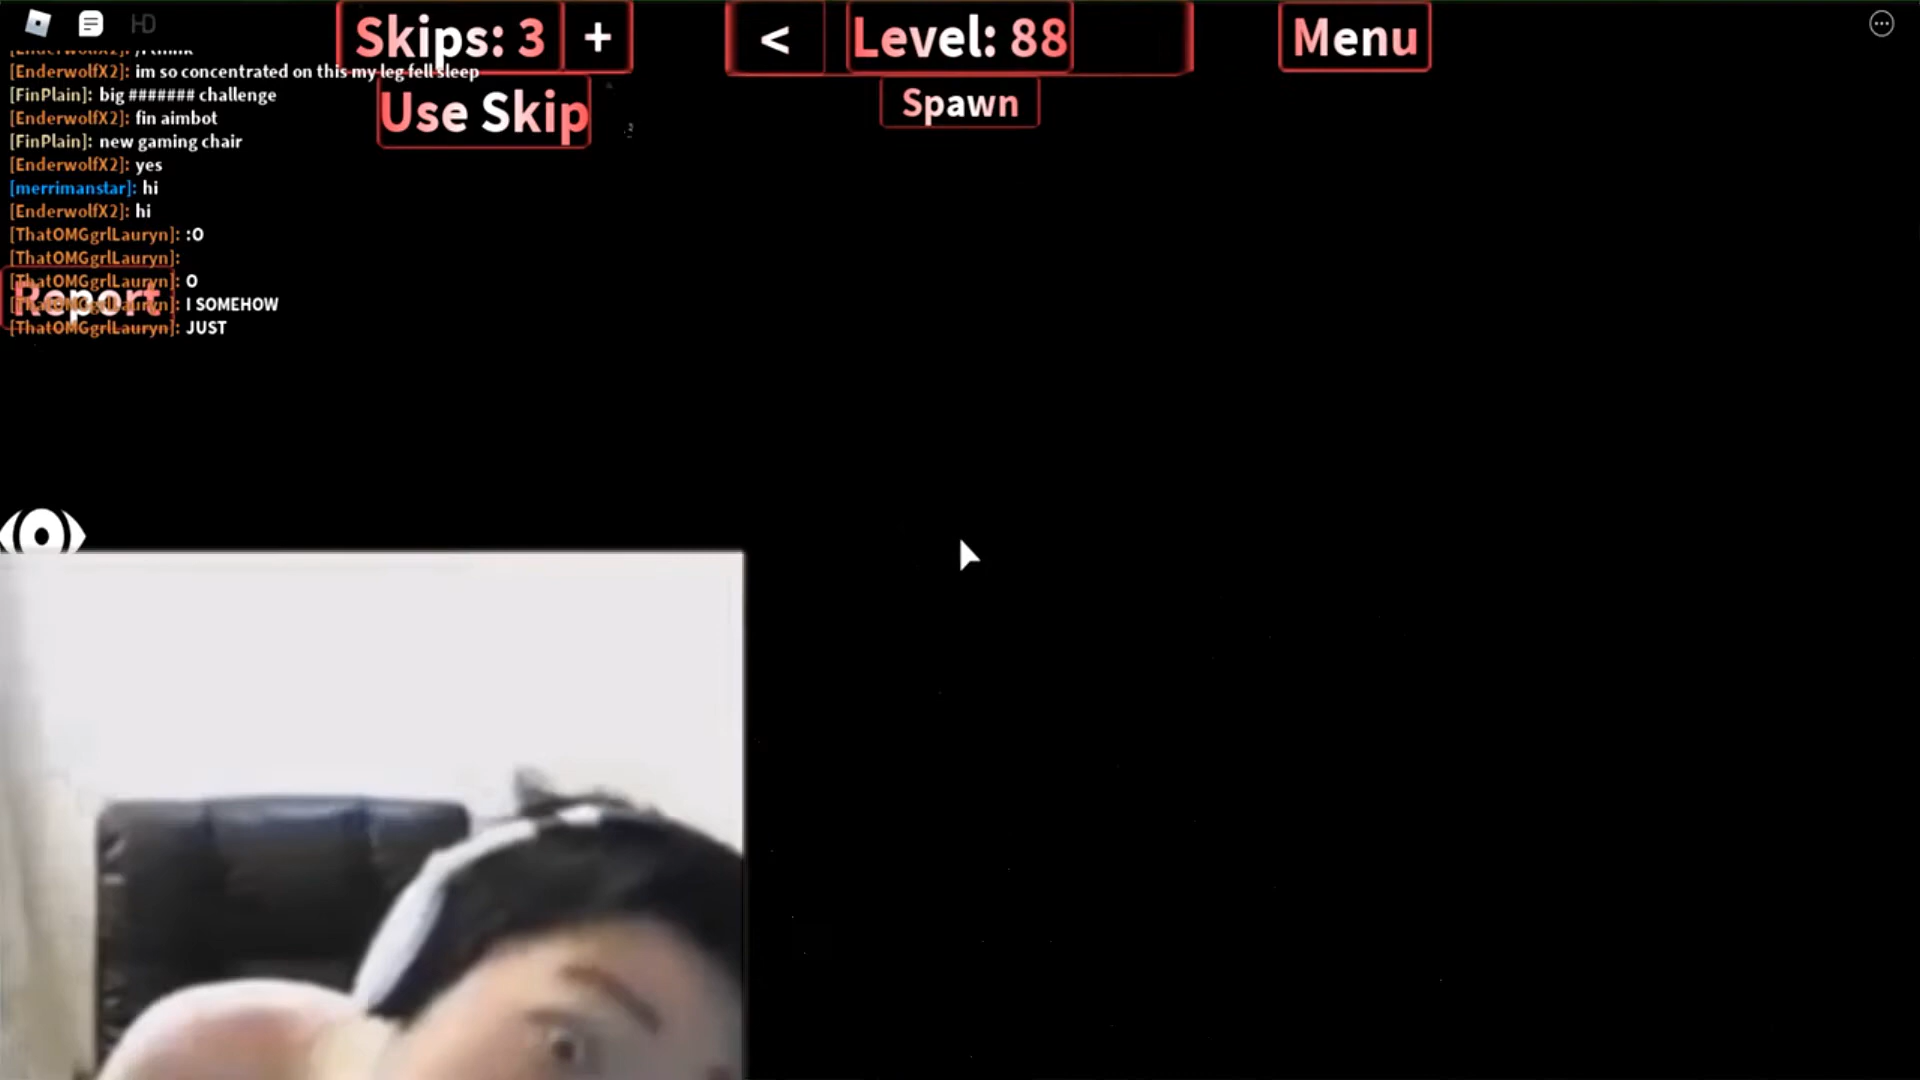 HD
Skips: 3 +
< Level: 88
Menu
Use Skip
Spawn
[EnderwolfX2]: im so concentrated on this my leg fell sleep
[FinPlain]: big ####### challenge
[EnderwolfX2]: fin aimbot
[FinPlain]: new gaming chair
[EnderwolfX2]: yes
[merrimanstar]: hi
[EnderwolfX2]: hi
[ThatOMGgrlLauryn]: :O
[ThatOMGgrlLauryn]:
[ThatOMGgrlLauryn]: O
Report
[ThatOMGgrlLauryn]: I SOMEHOW
[ThatOMGgrlLauryn]: JUST